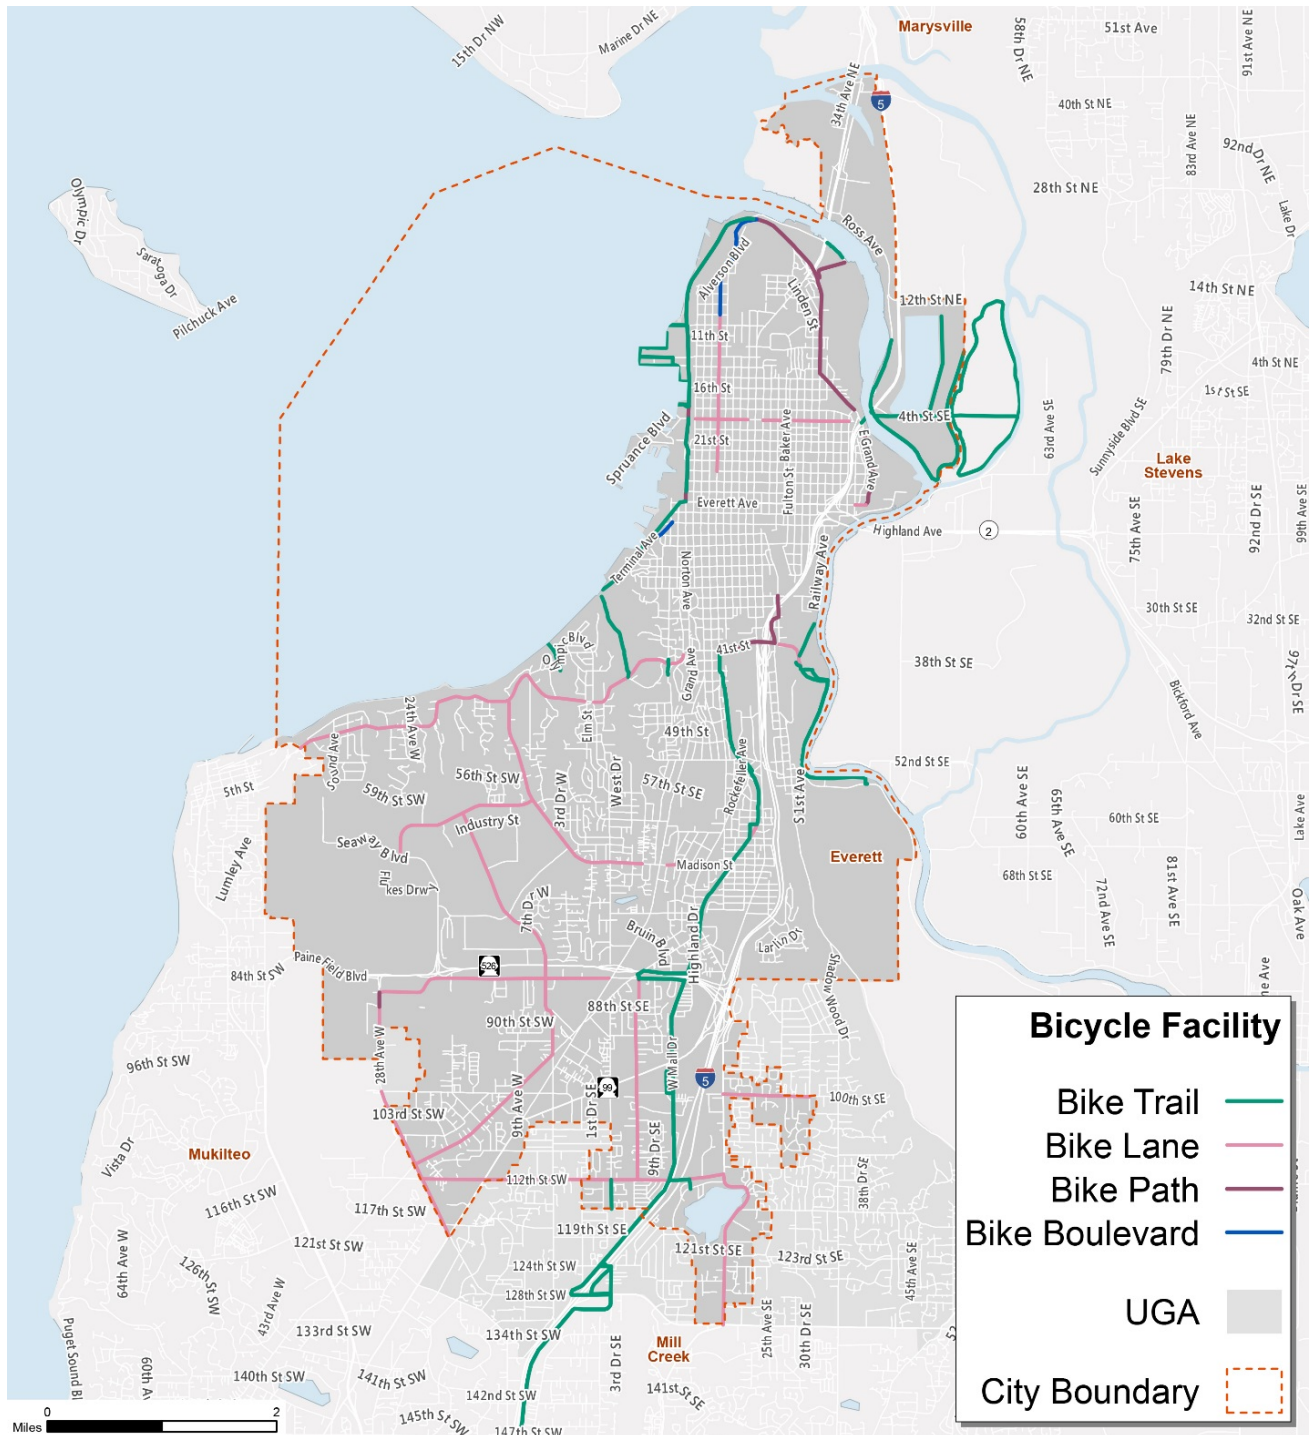 Marysville
15th Dr NW
Marine Dr NE
58th Dr NE
51st Ave
91st Ave NE
34th Ave NE
5
40th St NE
83rd Ave NE
92nd Dr NE
28th St NE
Olympic Dr
Saratoga Dr
Pilchuck Ave
Ross Ave
Lake Dr
Alverson Blvd
Linden St
12th St NE
14th St NE
11th St
79th Dr NE
4th St NE
16th St
1st St SE
4th St SE
63rd Ave SE
Sunnyside Blvd SE
Spruance Blvd
21st St
Baker Ave
Fulton St
E Grand Ave
Lake
Stevens
Everett Ave
Highland Ave
2
75th Ave SE
92nd Dr SE
99th Ave SE
Terminal Ave
Norton Ave
Railway Ave
30th St SE
32nd St SE
Olympic Blvd
41st St
Grand Ave
38th St SE
97th Dr SE
Bickford Ave
24th Ave W
Elm St
49th St
Sound Ave
5th St
59th St SW
56th St SW
3rd Dr W
West Dr
57th St SE
Rockefeller Ave
S 1st Ave
52nd St SE
60th Ave SE
65th Ave SE
60th St SE
Lake Ave
Industry St
Seaway Blvd
Lumley Ave
Flukes Drw
Madison St
Everett
68th St SE
72nd Ave SE
81st Ave SE
Oak Ave
7th Dr W
Bruin Blvd
Highland Dr
Larkin Dr
Paine Field Blvd
84th St SW
526
Shadow Wood Dr
ne Ave
88th St SE
90th St SW
28th Ave W
W Mall Dr
96th St SW
99
5
100th St SE
103rd St SW
9th Ave W
1st Dr SE
9th Dr SE
Vista Dr
Mukilteo
112th St SW
38th Dr SE
116th St SW
117th St SW
119th St SE
121st St SW
121st St SE
123rd St SE
64th Ave W
126th St SW
43rd Ave W
124th St SW
128th St SW
45th Ave SE
133rd St SW
134th St SW
Mill
Creek
25th Ave SE
30th Dr SE
3rd Dr SE
Puget Sound Bl
60th Av
140th St SW
141th St SW
142nd St SW
141st St SE
145th St SW
147th St SW
Bicycle Facility
Bike Trail
Bike Lane
Bike Path
Bike Boulevard
UGA
City Boundary
0 2
Miles